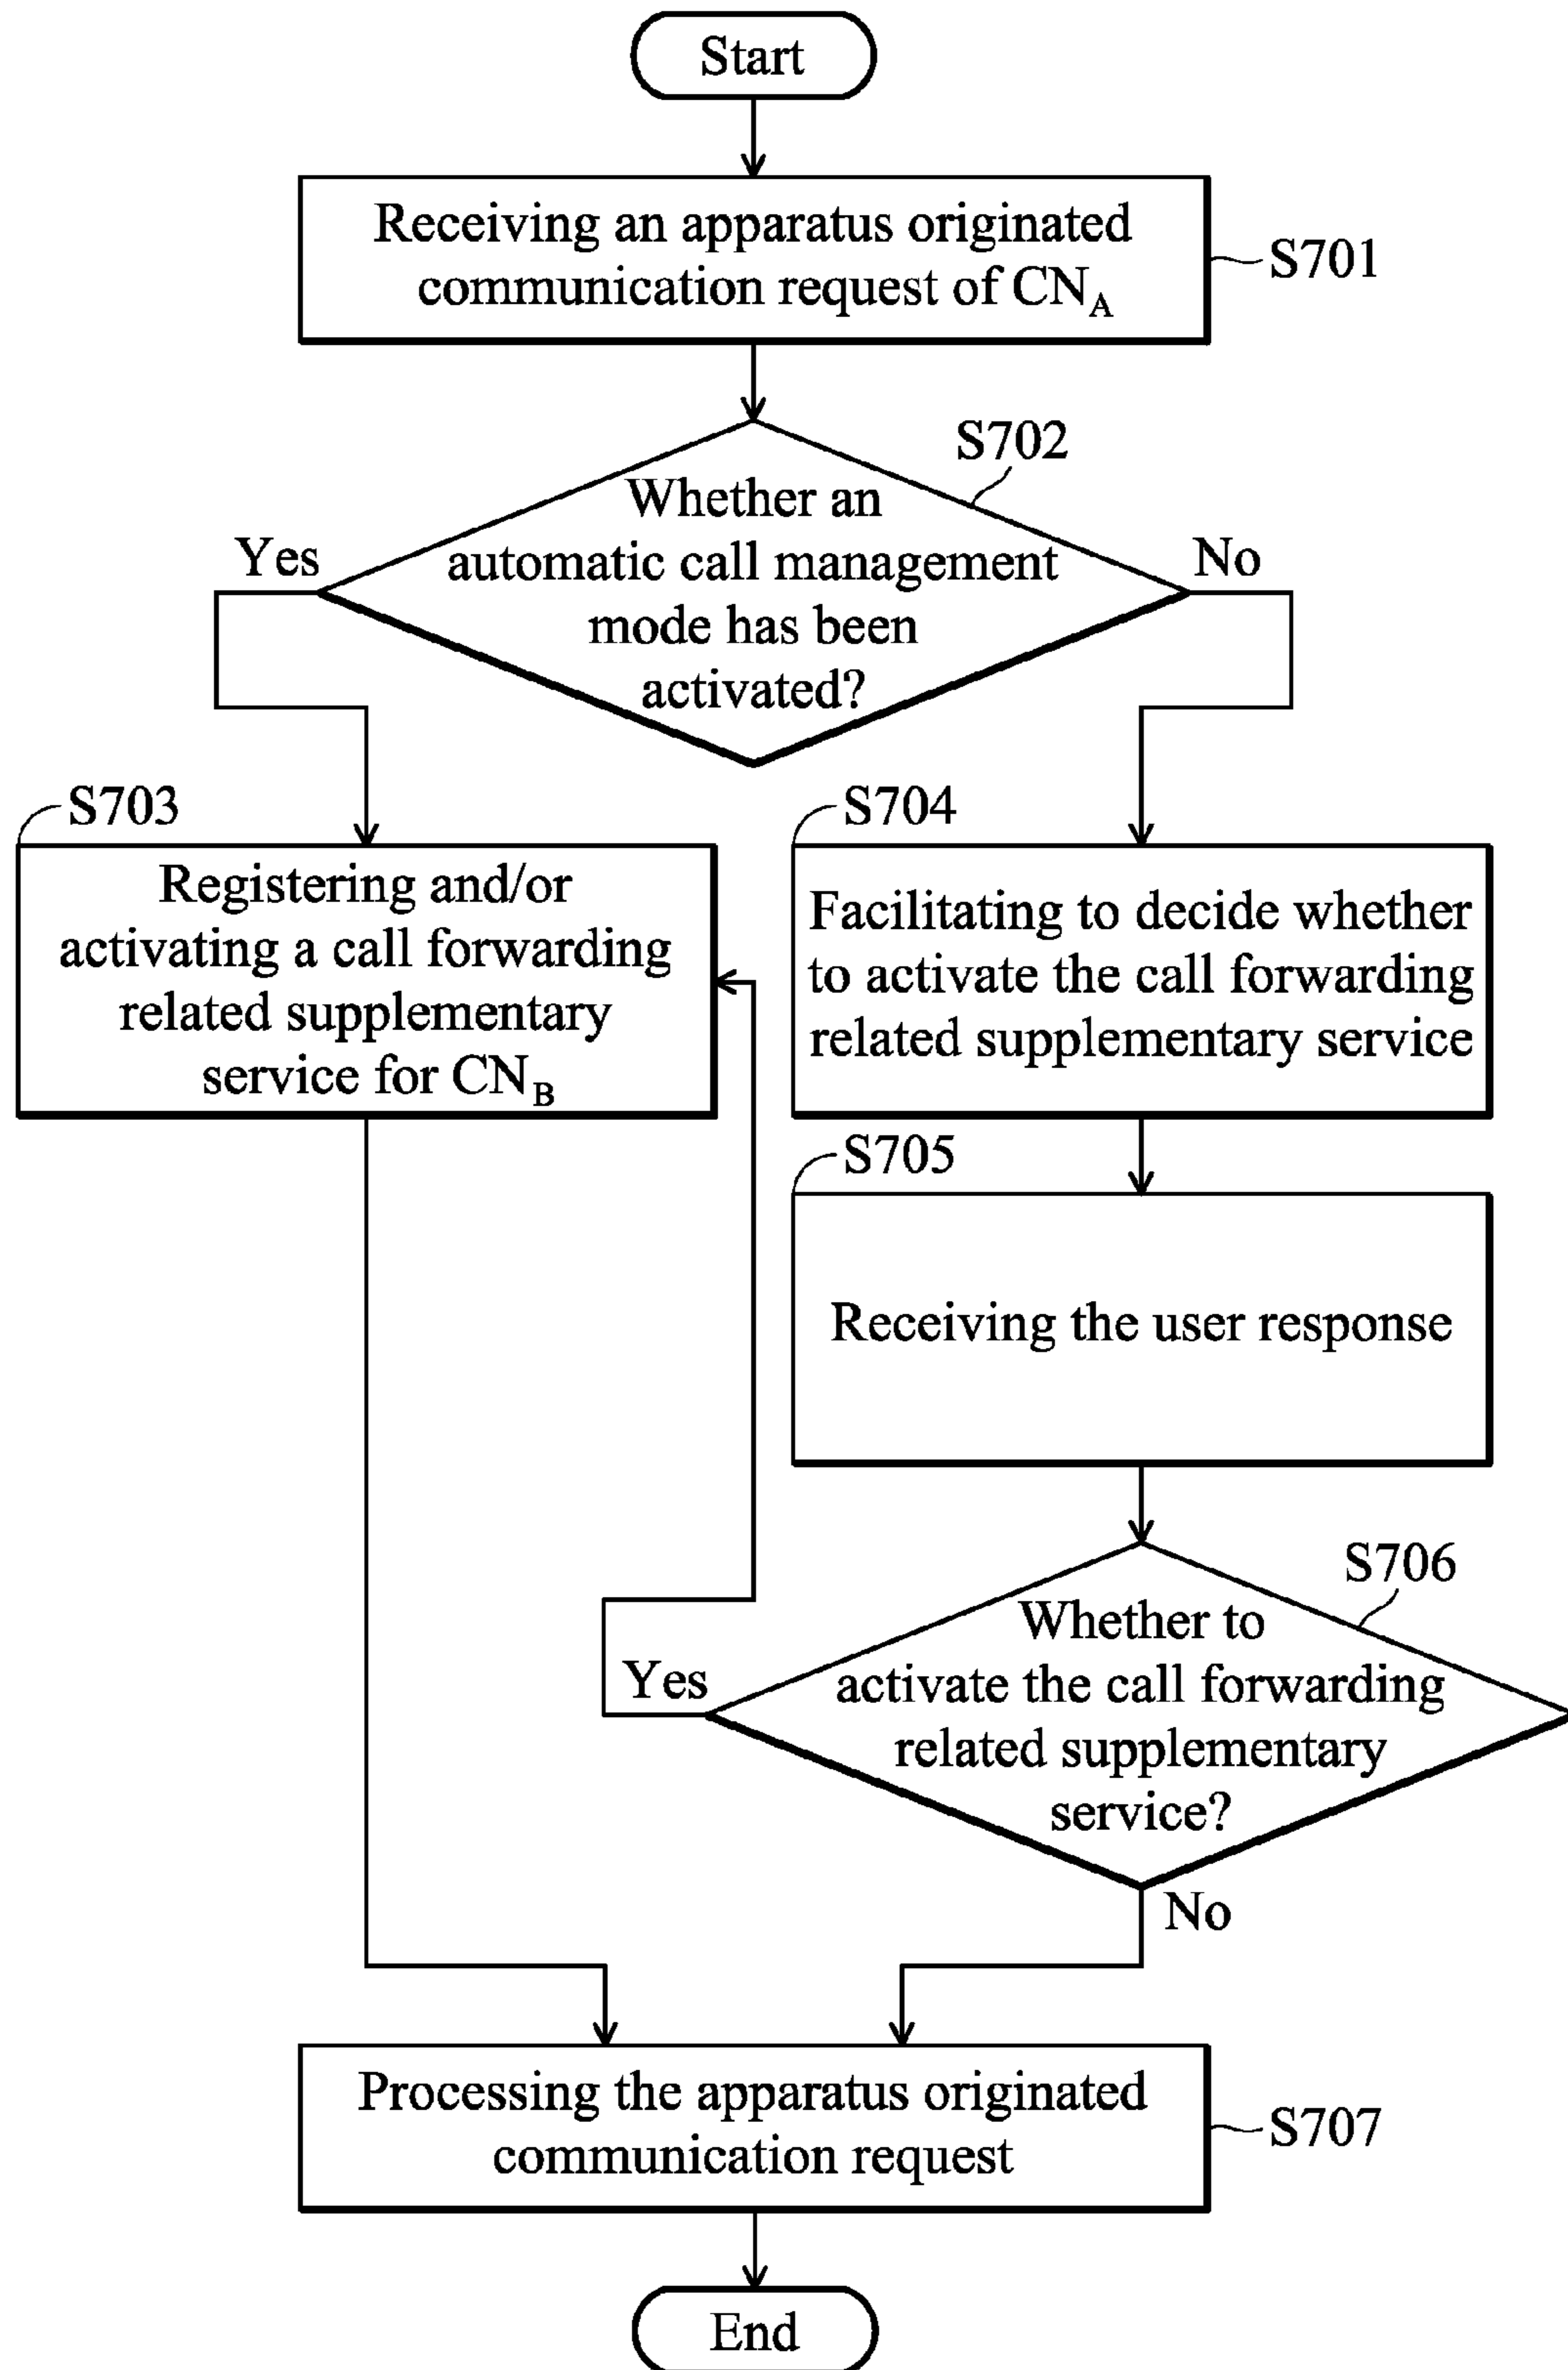 Start
Receiving an apparatus originated
communication request of CN_A
S701
S702
Whether an
automatic call management
mode has been
activated?
Yes
No
S703
Registering and/or
activating a call forwarding
related supplementary
service for CN_B
S704
Facilitating to decide whether
to activate the call forwarding
related supplementary service
S705
Receiving the user response
S706
Whether to
activate the call forwarding
related supplementary
service?
Yes
No
Processing the apparatus originated
communication request
S707
End